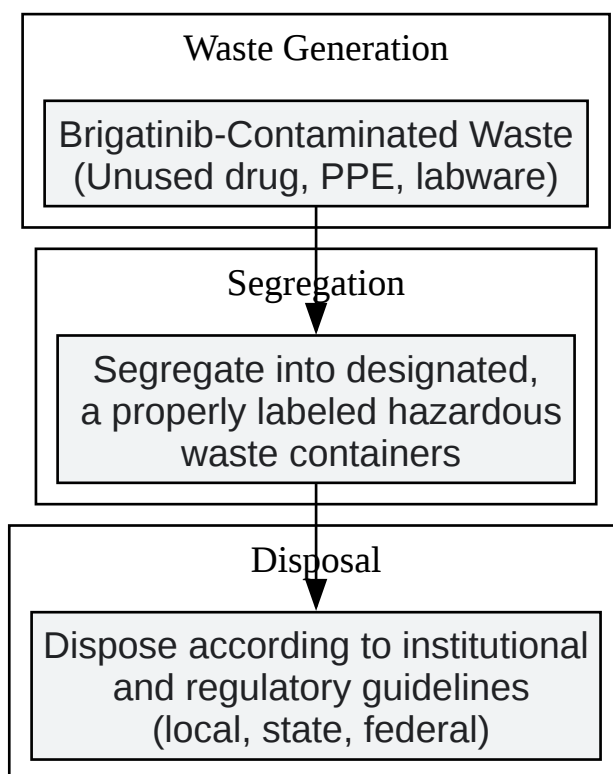 Waste Generation
Brigatinib-Contaminated Waste
(Unused drug, PPE, labware)
Segregation
Segregate into designated,
a properly labeled hazardous
waste containers
Disposal
Dispose according to institutional
and regulatory guidelines
(local, state, federal)